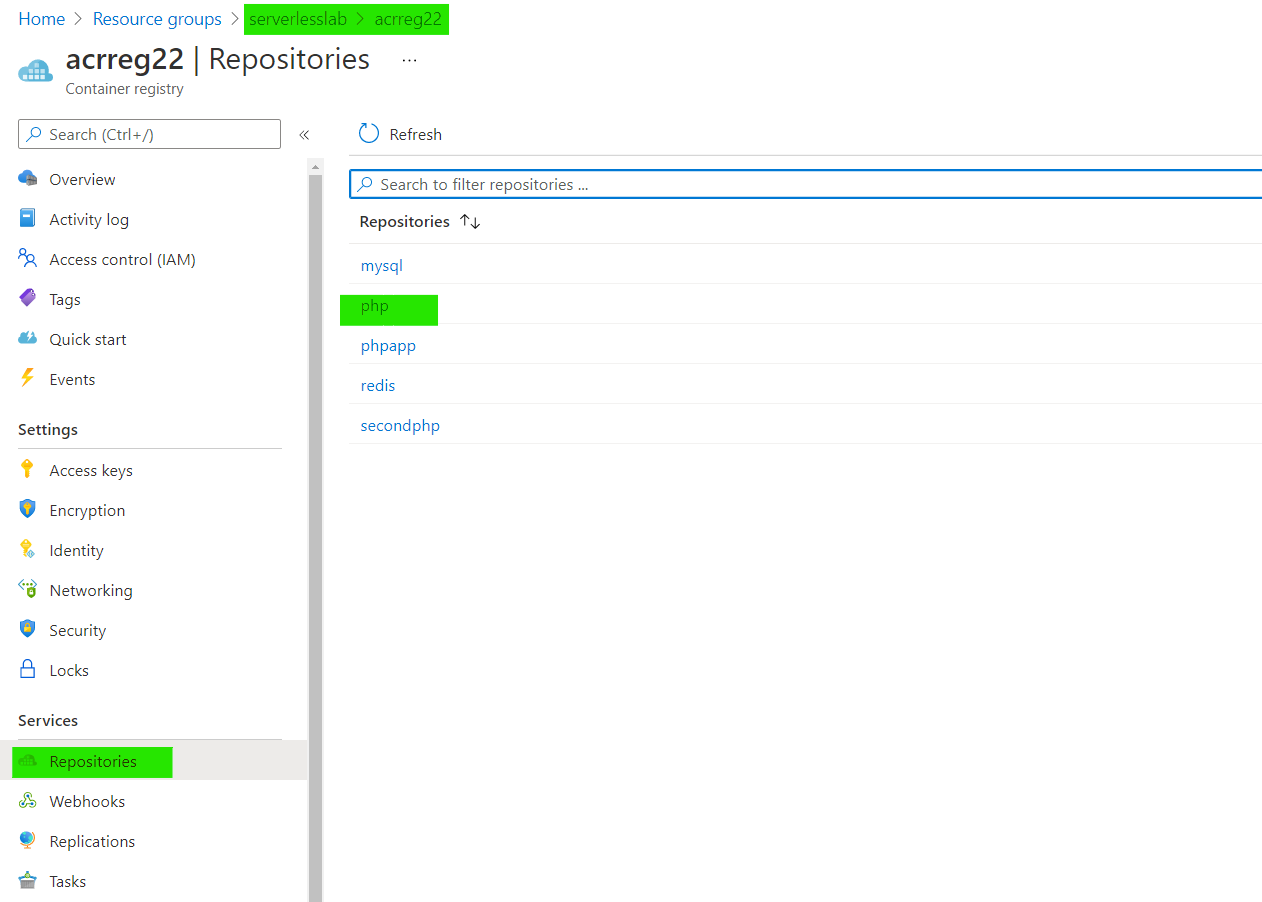 Home > Resource groups > serverlesslab > acrreg22
acrreg22 | Repositories ...
Container registry
Search (Ctrl+/) «
Overview
Activity log
Access control (IAM)
Tags
Quick start
Events
Settings
Access keys
Encryption
Identity
Networking
Security
Locks
Services
Repositories
Webhooks
Replications
Tasks
Refresh
Search to filter repositories ...
Repositories ↑↓
mysql
php
phpapp
redis
secondphp